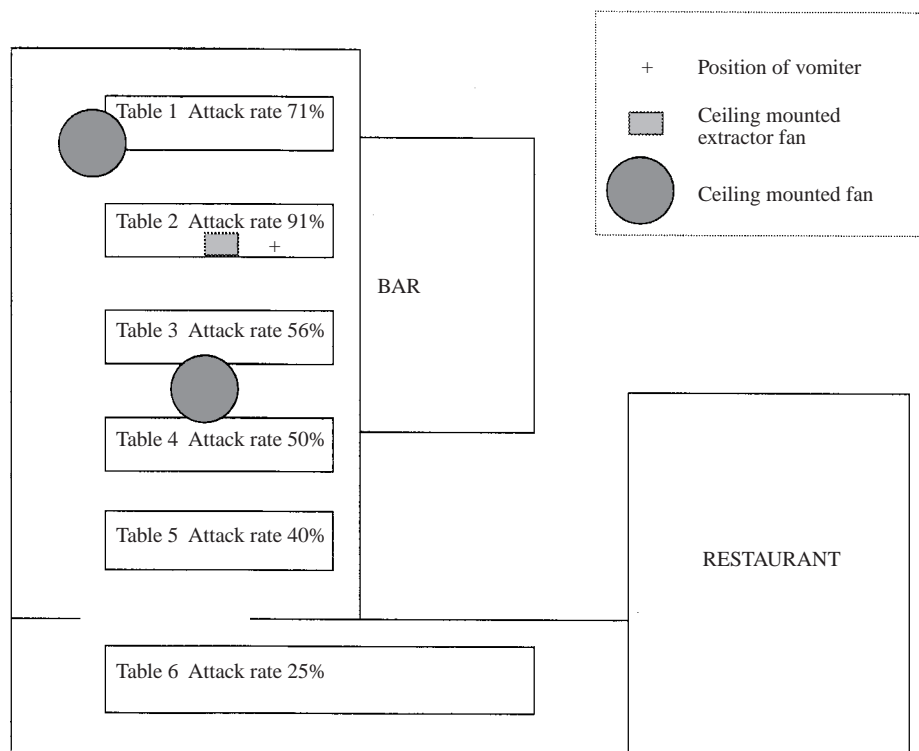 Table 1 Attack rate 71%
Table 2 Attack rate 91%
+
Table 3 Attack rate 56%
Table 4 Attack rate 50%
Table 5 Attack rate 40%
Table 6 Attack rate 25%
BAR
RESTAURANT
+ Position of vomiter
Ceiling mounted
extractor fan
Ceiling mounted fan